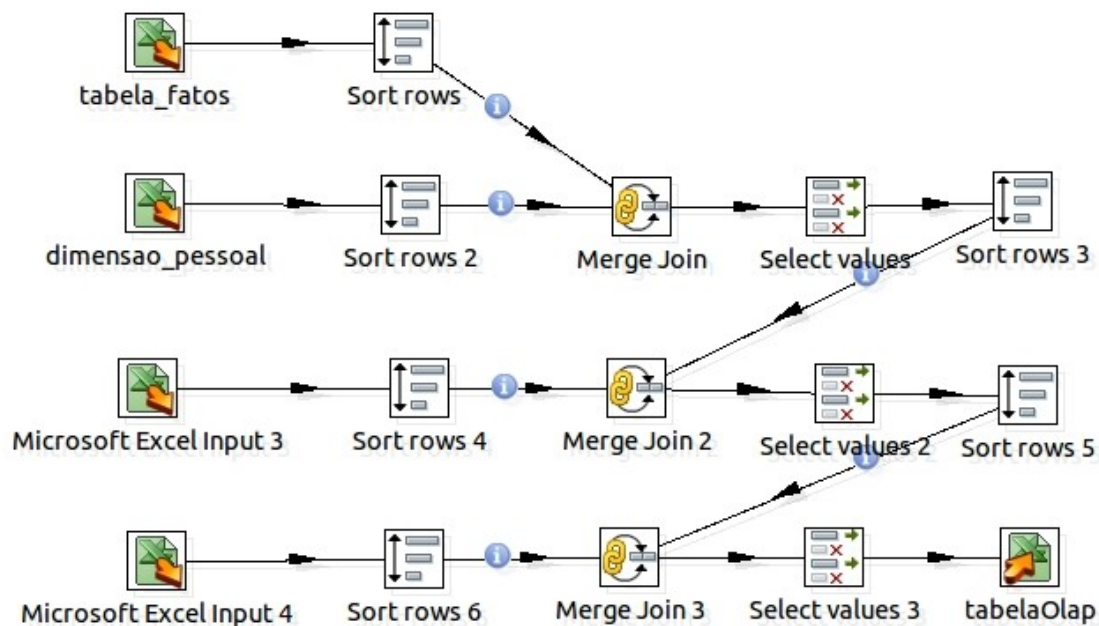 tabela_fatos
Sort rows
dimensao_pessoal
Sort rows 2
Merge Join
Select values
Sort rows 3
Microsoft Excel Input 3
Sort rows 4
Merge Join 2
Select values 2
Sort rows 5
Microsoft Excel Input 4
Sort rows 6
Merge Join 3
Select values 3
tabelaOlap